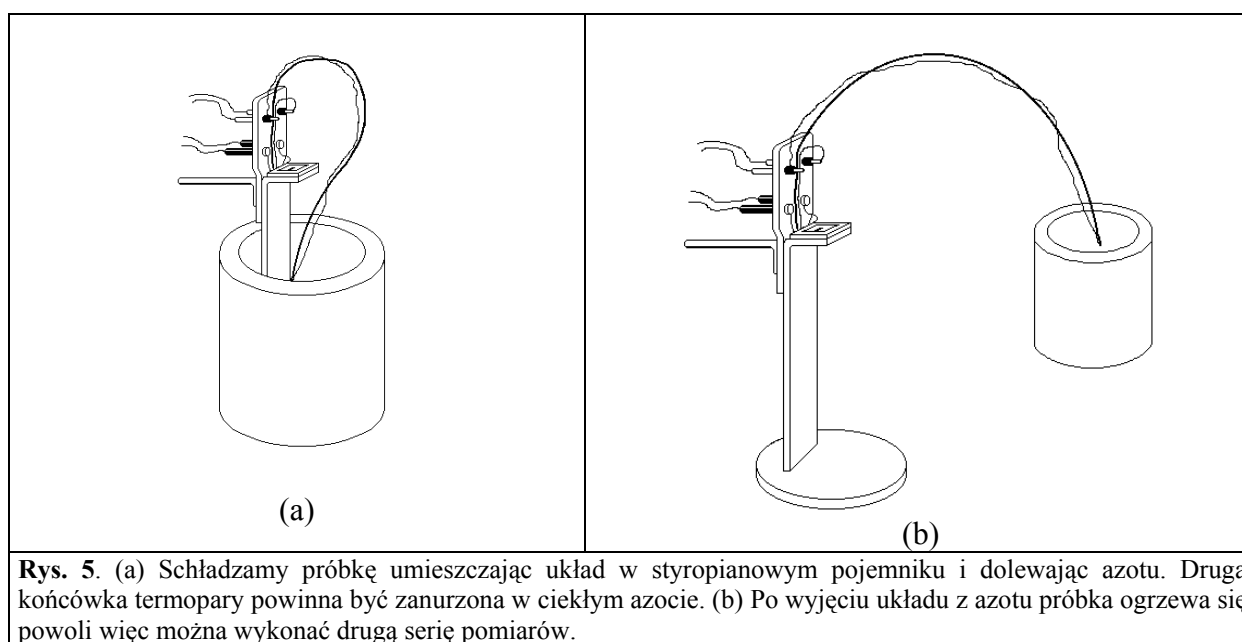 (a)
(b)
Rys. 5. (a) Schładzamy próbkę umieszczając układ w styropianowym pojemniku i dolewając azotu. Druga
końcówka termopary powinna być zanurzona w ciekłym azocie. (b) Po wyjęciu układu z azotu próbka ogrzewa się
powoli więc można wykonać drugą serię pomiarów.